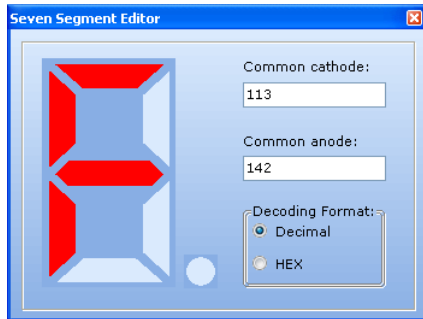 Seven Segment Editor
Common cathode:
113
Common anode:
142
Decoding Format:
Decimal
HEX